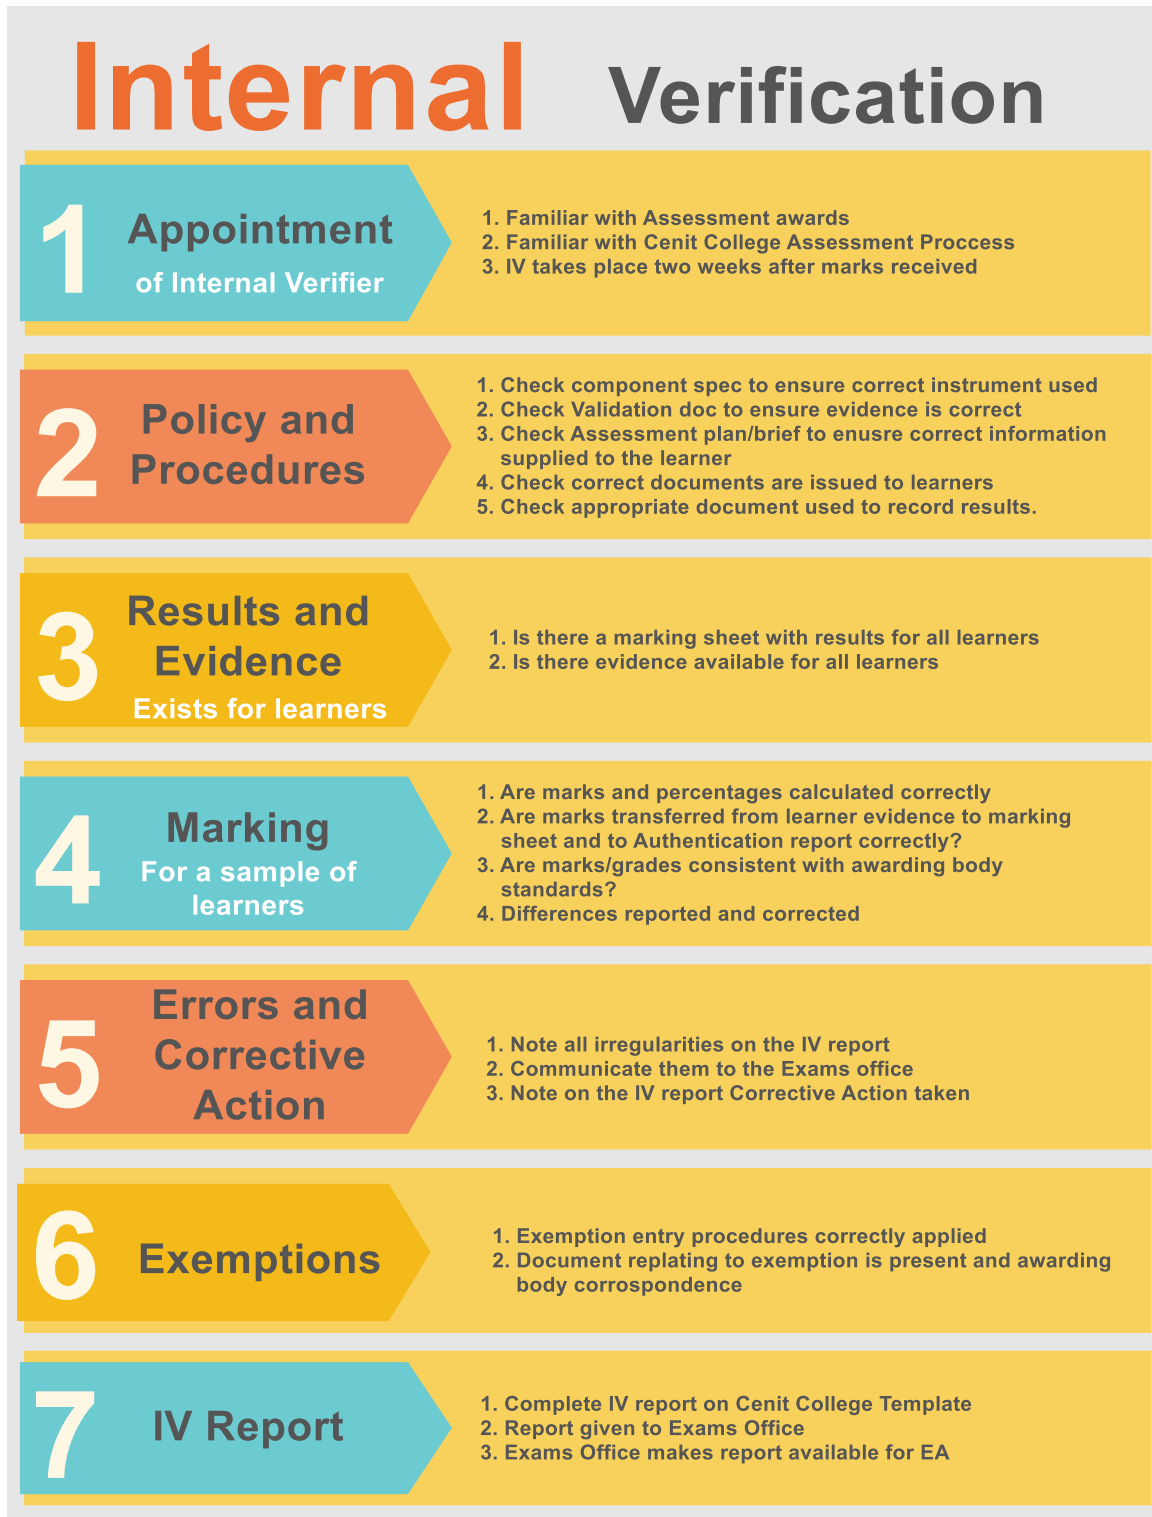 Internal Verification
1 Appointment
of Internal Verifier
1. Familiar with Assessment awards
2. Familiar with Cenit College Assessment Proccess
3. IV takes place two weeks after marks received
2 Policy and
Procedures
1. Check component spec to ensure correct instrument used
2. Check Validation doc to ensure evidence is correct
3. Check Assessment plan/brief to enusre correct information
supplied to the learner
4. Check correct documents are issued to learners
5. Check appropriate document used to record results.
3 Results and
Evidence
Exists for learners
1. Is there a marking sheet with results for all learners
2. Is there evidence available for all learners
4 Marking
For a sample of
learners
1. Are marks and percentages calculated correctly
2. Are marks transferred from learner evidence to marking
sheet and to Authentication report correctly?
3. Are marks/grades consistent with awarding body
standards?
4. Differences reported and corrected
5 Errors and
Corrective
Action
1. Note all irregularities on the IV report
2. Communicate them to the Exams office
3. Note on the IV report Corrective Action taken
6 Exemptions
1. Exemption entry procedures correctly applied
2. Document replating to exemption is present and awarding
body corrospondence
7 IV Report
1. Complete IV report on Cenit College Template
2. Report given to Exams Office
3. Exams Office makes report available for EA